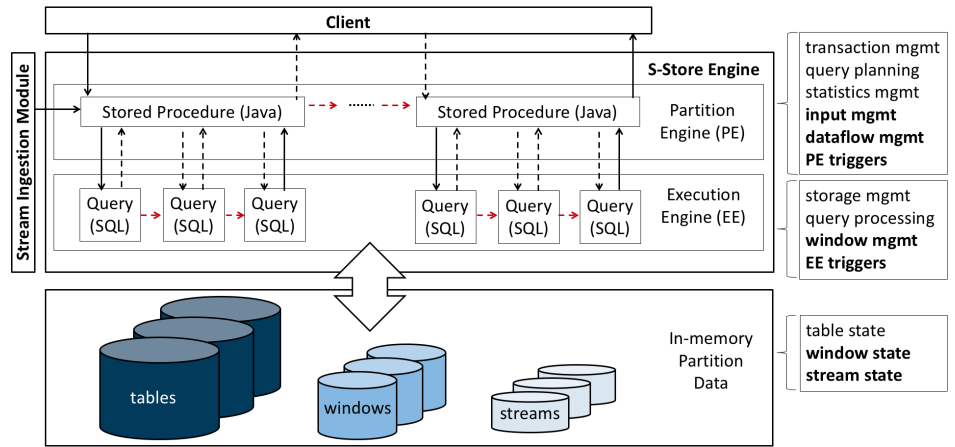 Client
Stream Ingestion Module
S-Store Engine
Stored Procedure (Java)
......
Stored Procedure (Java)
Partition
Engine (PE)
Query
(SQL)
Query
(SQL)
Query
(SQL)
Query
(SQL)
Query
(SQL)
Query
(SQL)
Execution
Engine (EE)
tables
windows
streams
In-memory
Partition
Data
transaction mgmt
query planning
statistics mgmt
input mgmt
dataflow mgmt
PE triggers
storage mgmt
query processing
window mgmt
EE triggers
table state
window state
stream state